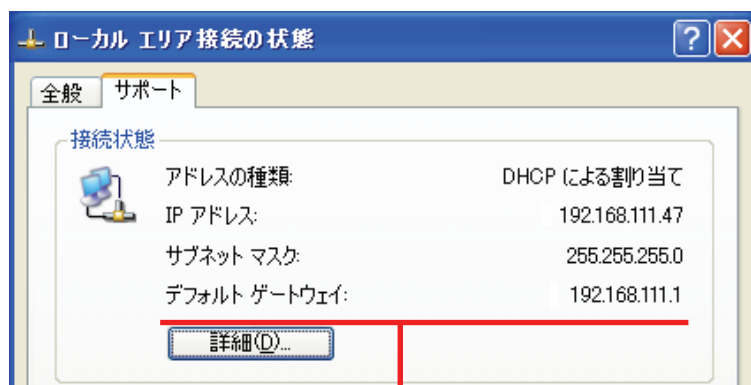 ローカル エリア接続の状態
全般 サポート
接続状態
アドレスの種類: DHCP による割り当て
IP アドレス: 192.168.111.47
サブネット マスク: 255.255.255.0
デフォルト ゲートウェイ: 192.168.111.1
詳細(D)...